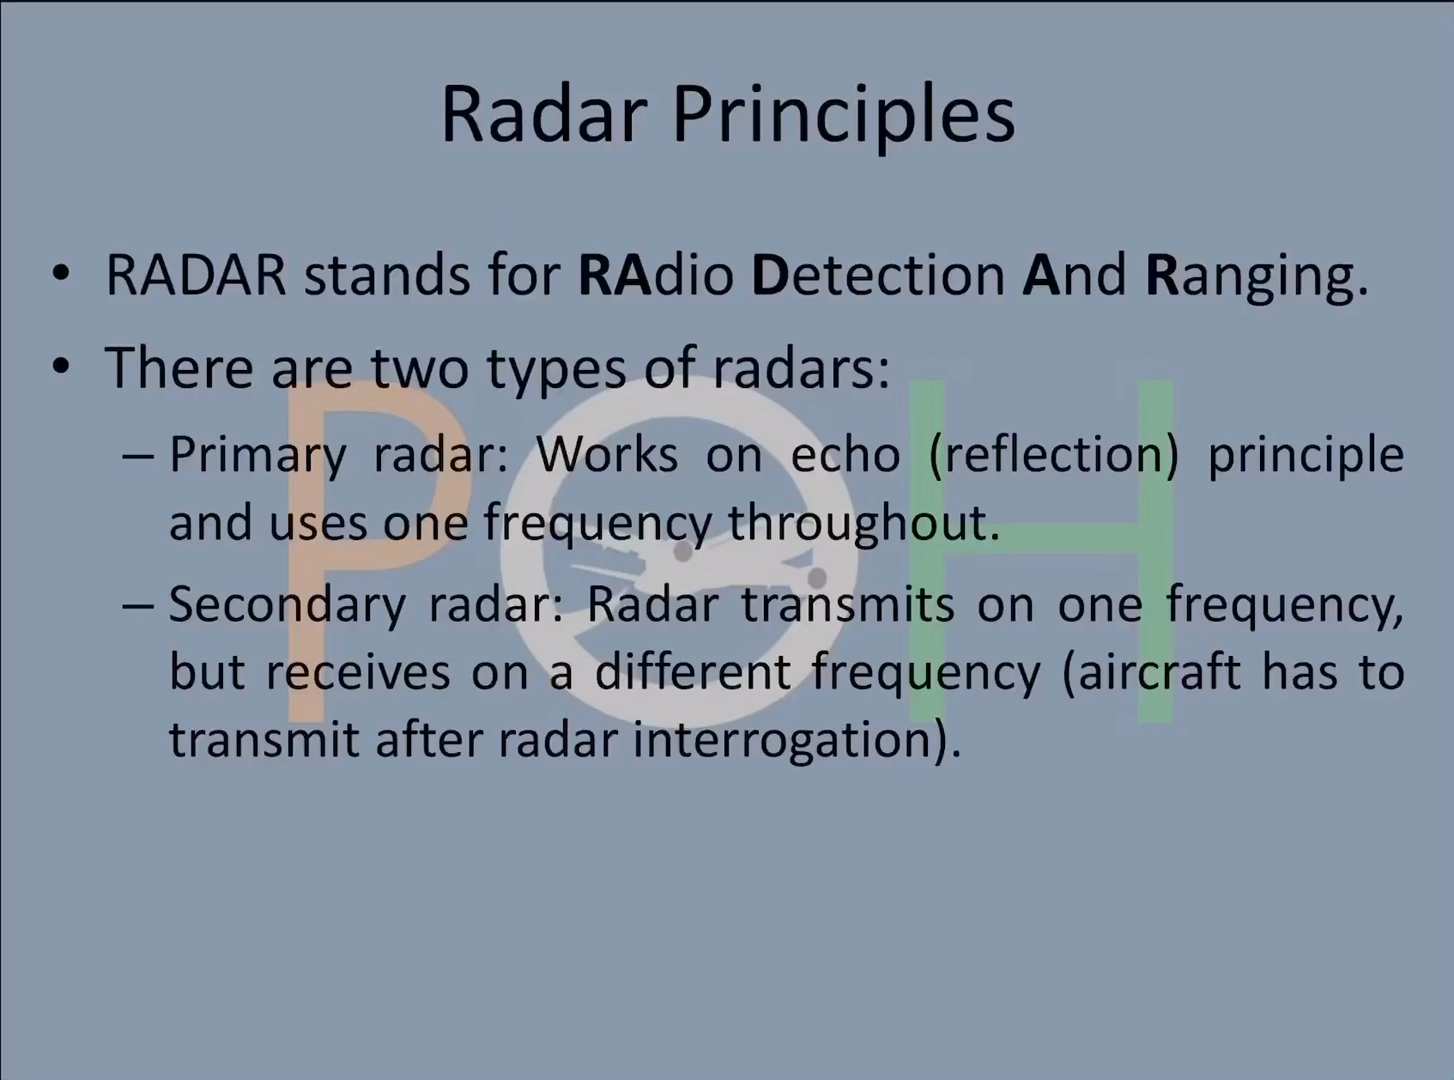 Radar Principles
• RADAR stands for RAdio Detection And Ranging.
• There are two types of radars:
– Primary radar: Works on echo (reflection) principle
and uses one frequency throughout.
– Secondary radar: Radar transmits on one frequency,
but receives on a different frequency (aircraft has to
transmit after radar interrogation).
POH